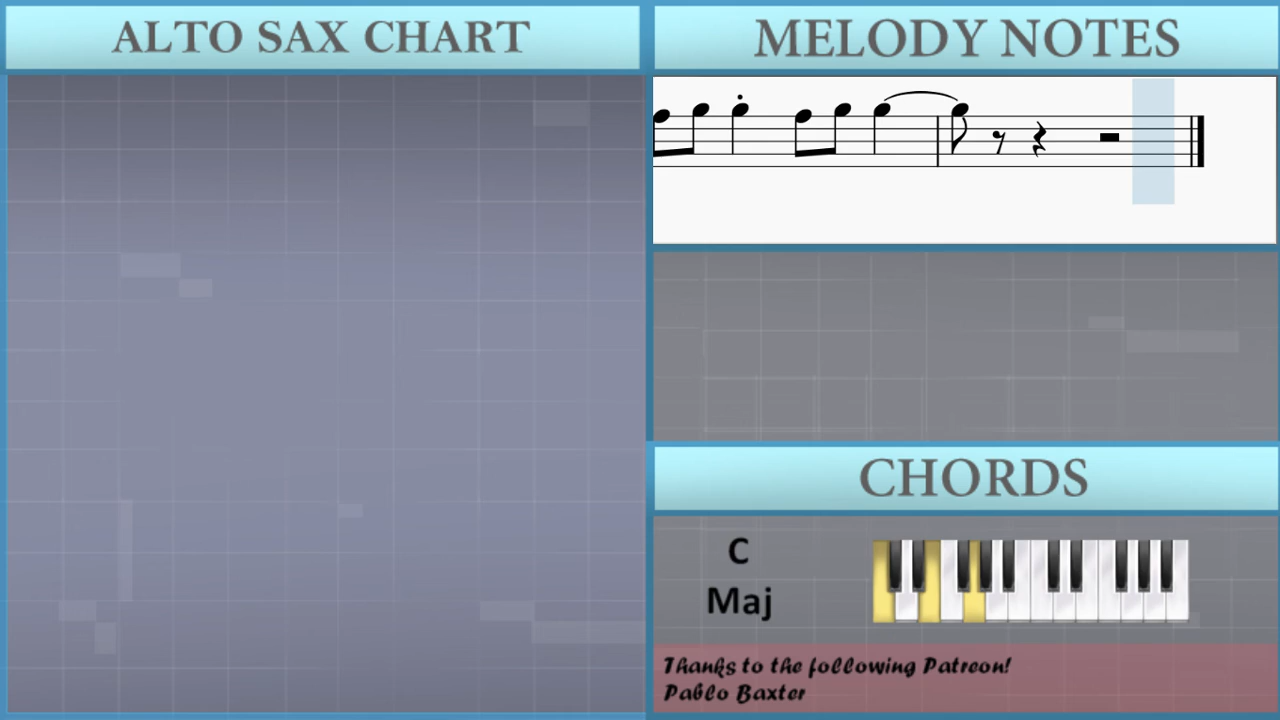 ALTO SAX CHART
MELODY NOTES
CHORDS
C
Maj
Thanks to the following Patreon!
Pablo Baxter